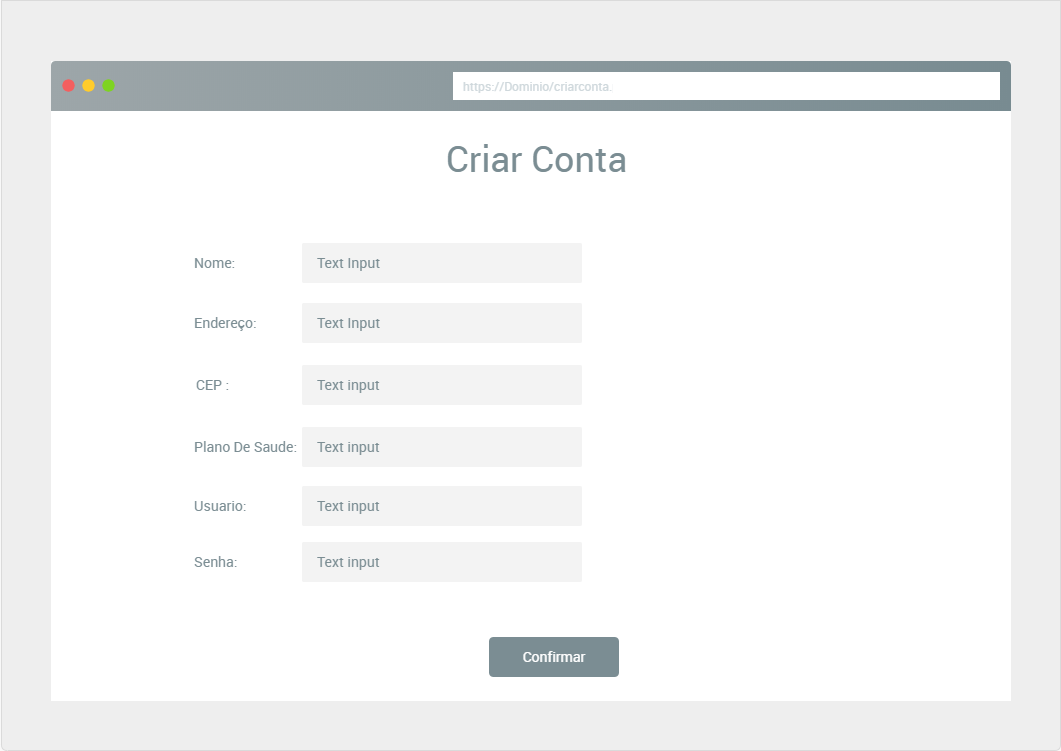 https://Dominio/criarconta.
Criar Conta
Nome: Text Input
Endereço: Text Input
CEP : Text input
Plano De Saude: Text input
Usuario: Text input
Senha: Text input
Confirmar